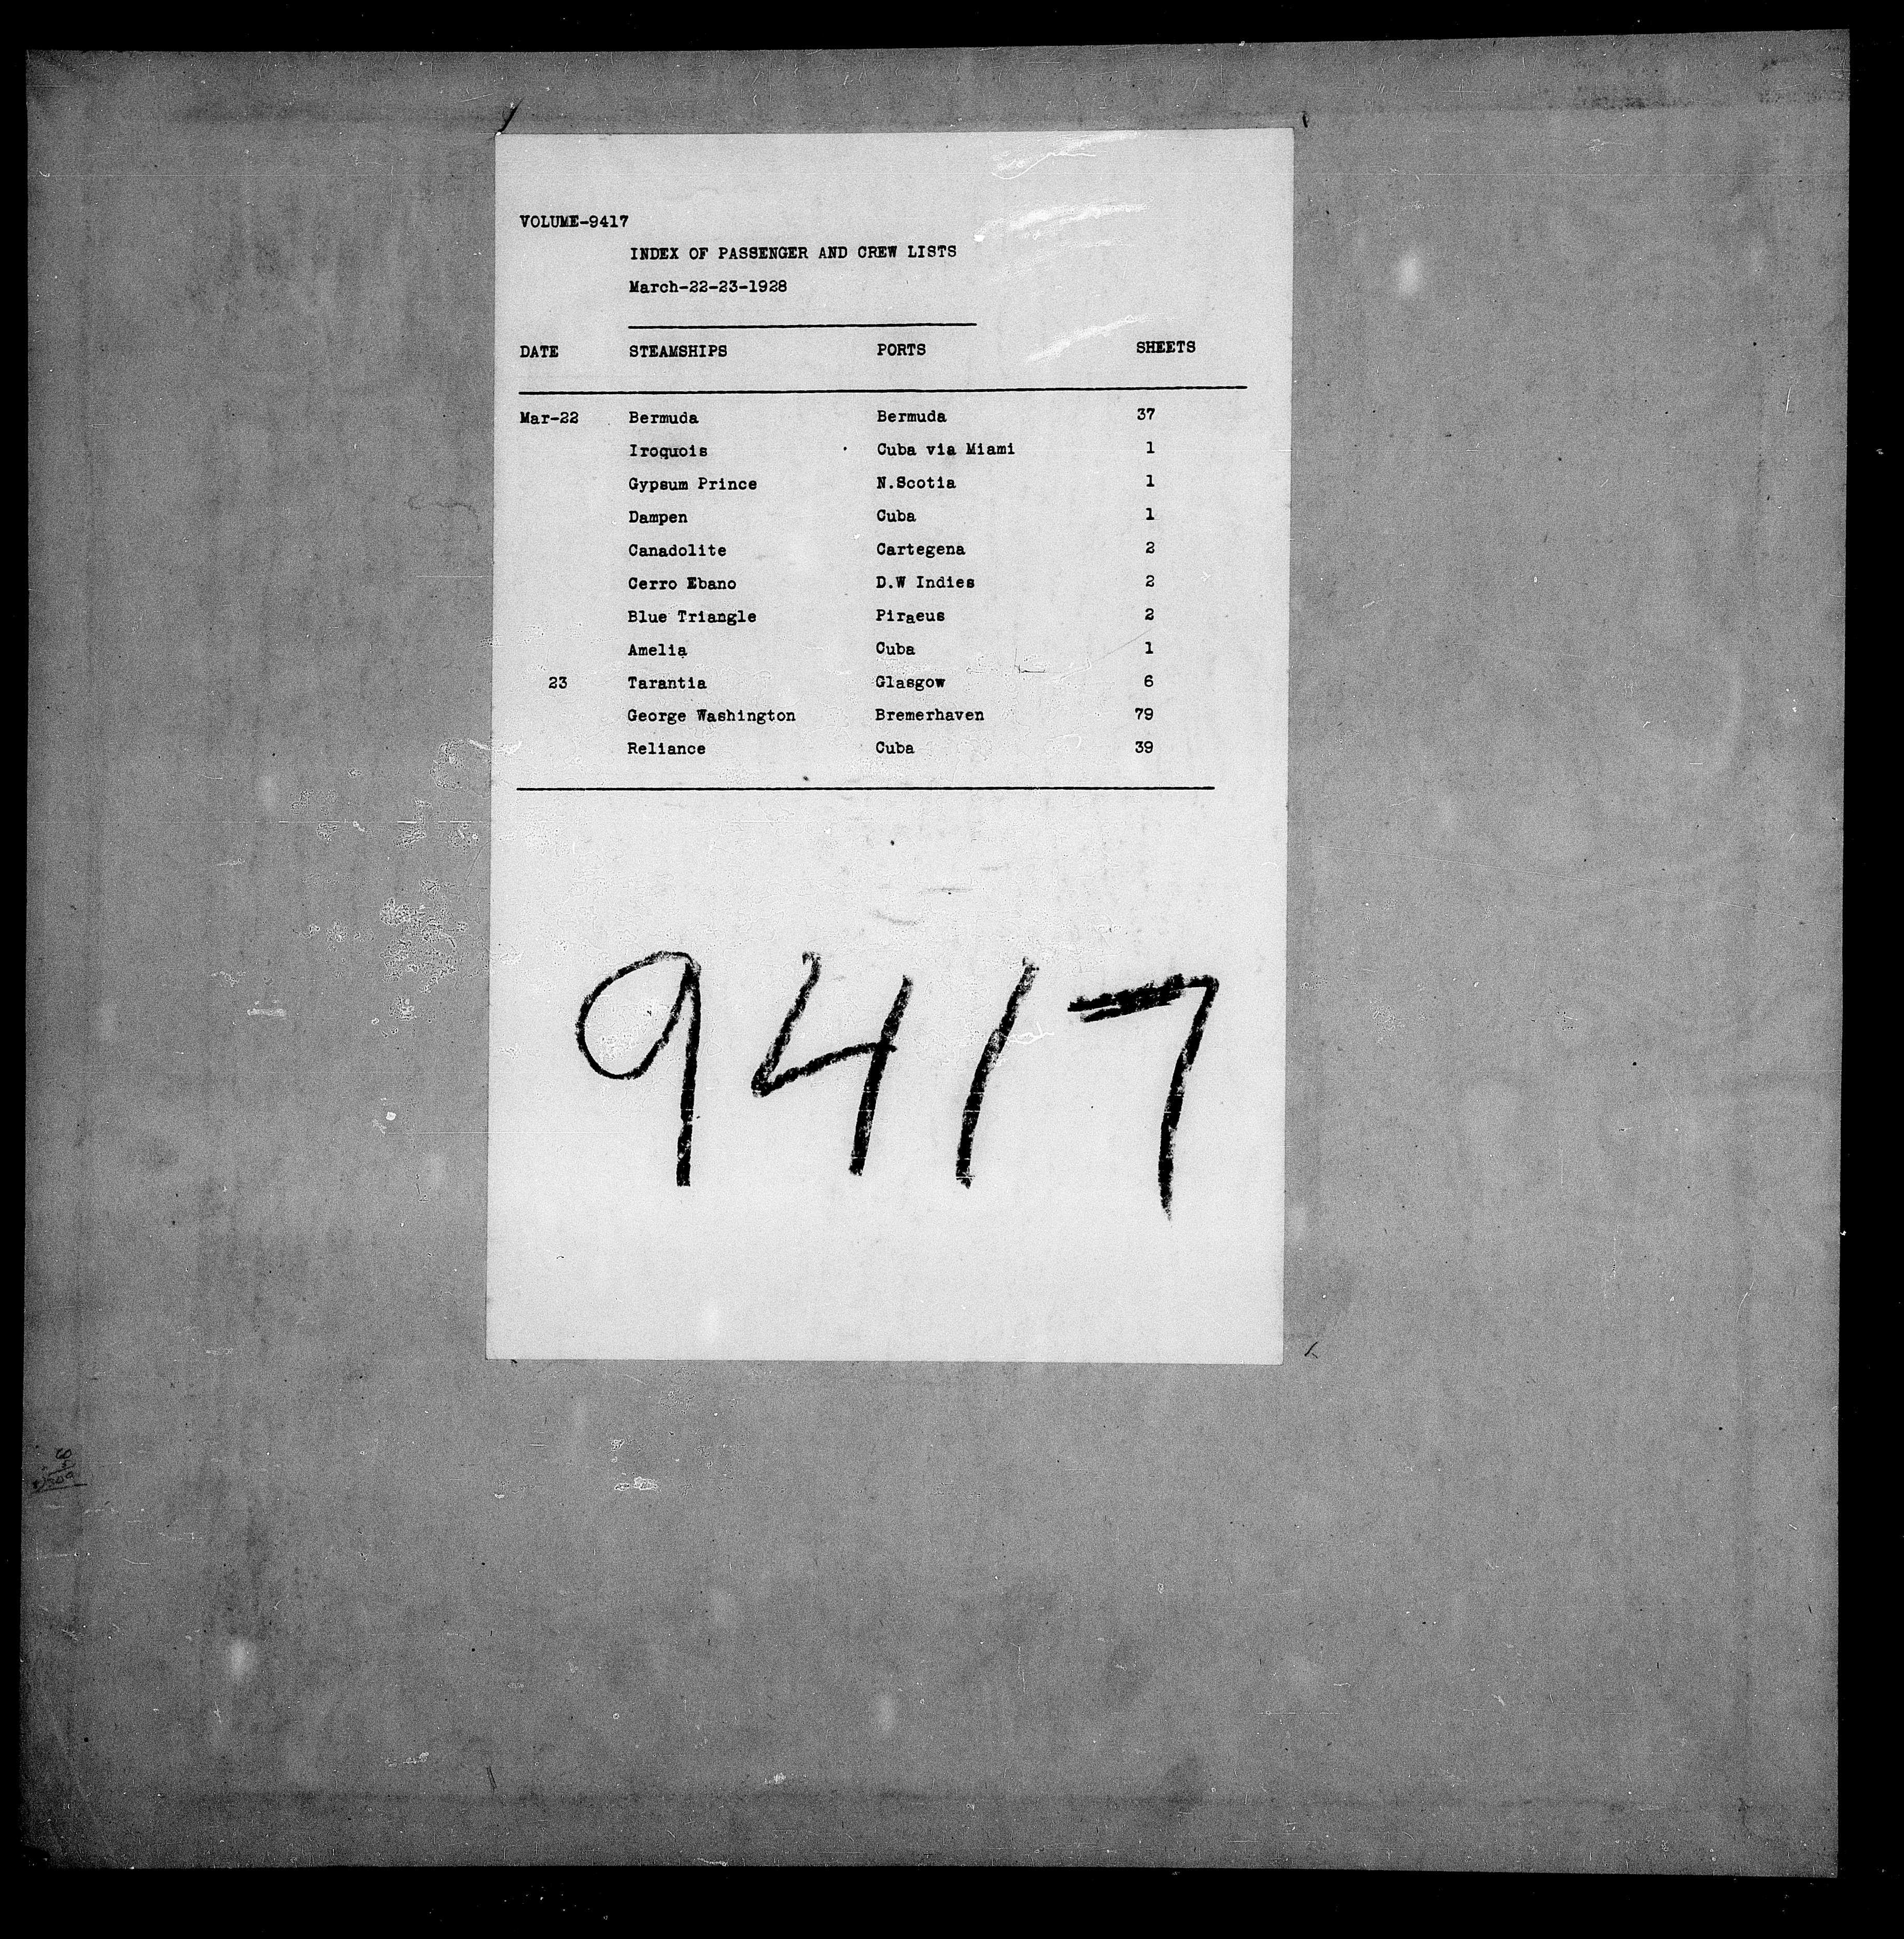 VOLUME-9417
INDEX OF PASSENGER AND CREW LISTS
March-22-23-1928
DATE STEAMSHIPS PORTS SHEETS
Mar-22 Bermuda Bermuda 37
Iroquois Cuba via Miami 1
Gypsum Prince N.Scotia 1
Dampen Cuba 1
Canadolite Cartegena 2
Cerro Ebano D.W Indies 2
Blue Triangle Piraeus 2
Amelia Cuba 1
23 Tarantia Glasgow 6
George Washington Bremerhaven 79
Reliance Cuba 39
9417